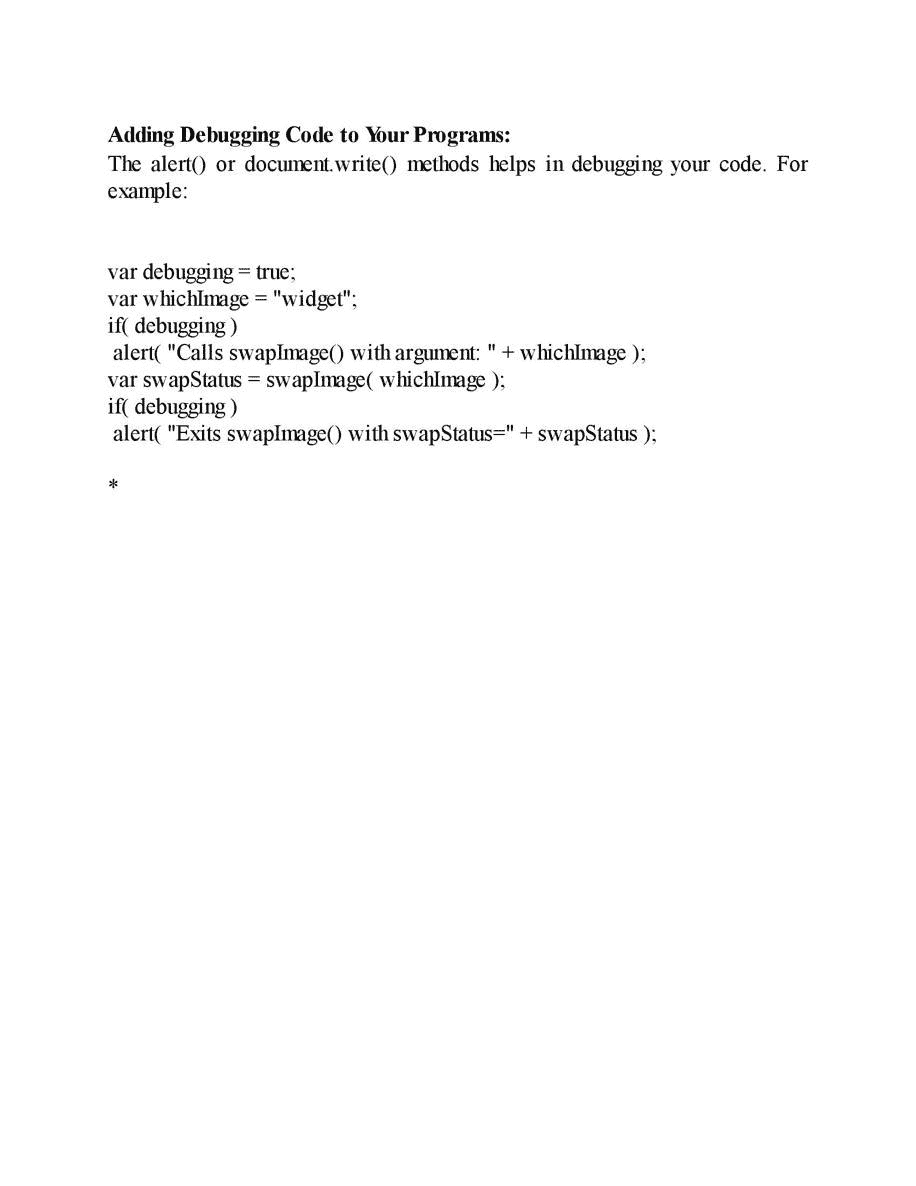 Adding Debugging Code to Your Programs:
The alert() or document.write() methods helps in debugging your code. For
example:
var debugging = true;
var whichImage = "widget";
if( debugging )
alert( "Calls swapImage() with argument: " + whichImage );
var swapStatus = swapImage( whichImage );
if( debugging )
alert( "Exits swapImage() with swapStatus=" + swapStatus );
*